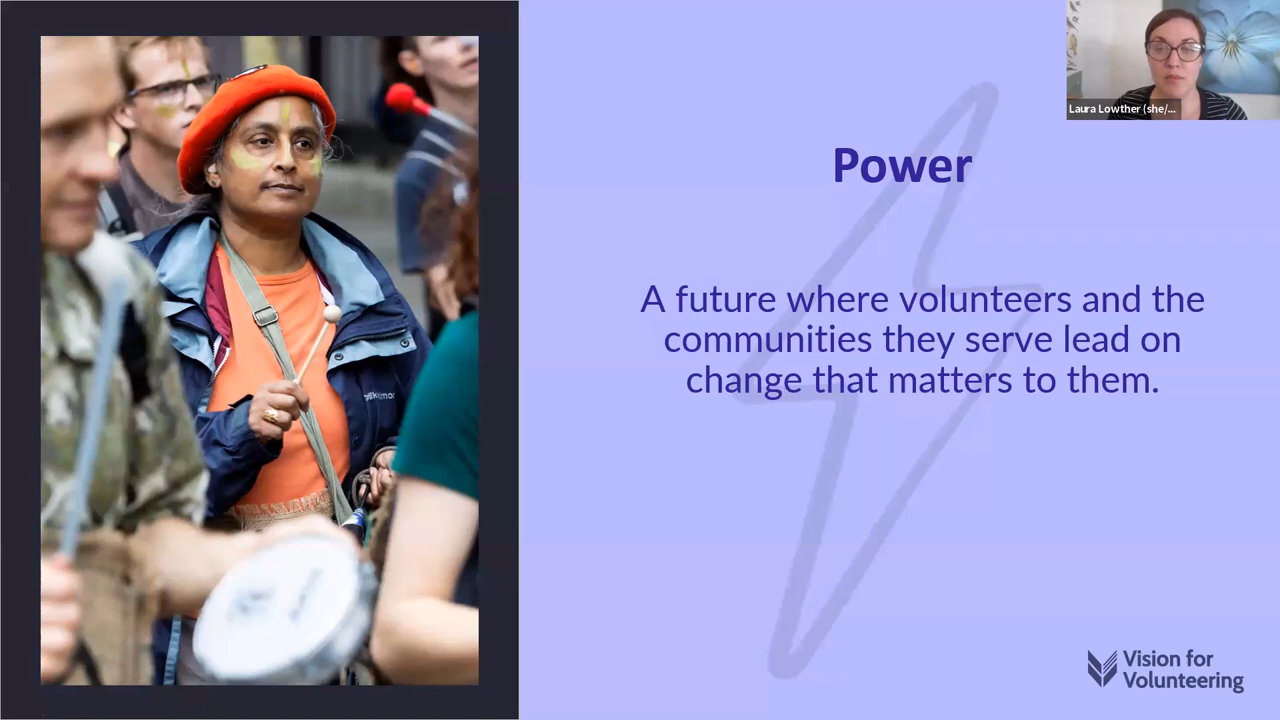 Laura Lowther (she/...
Power
A future where volunteers and the
communities they serve lead on
change that matters to them.
Vision for
Volunteering